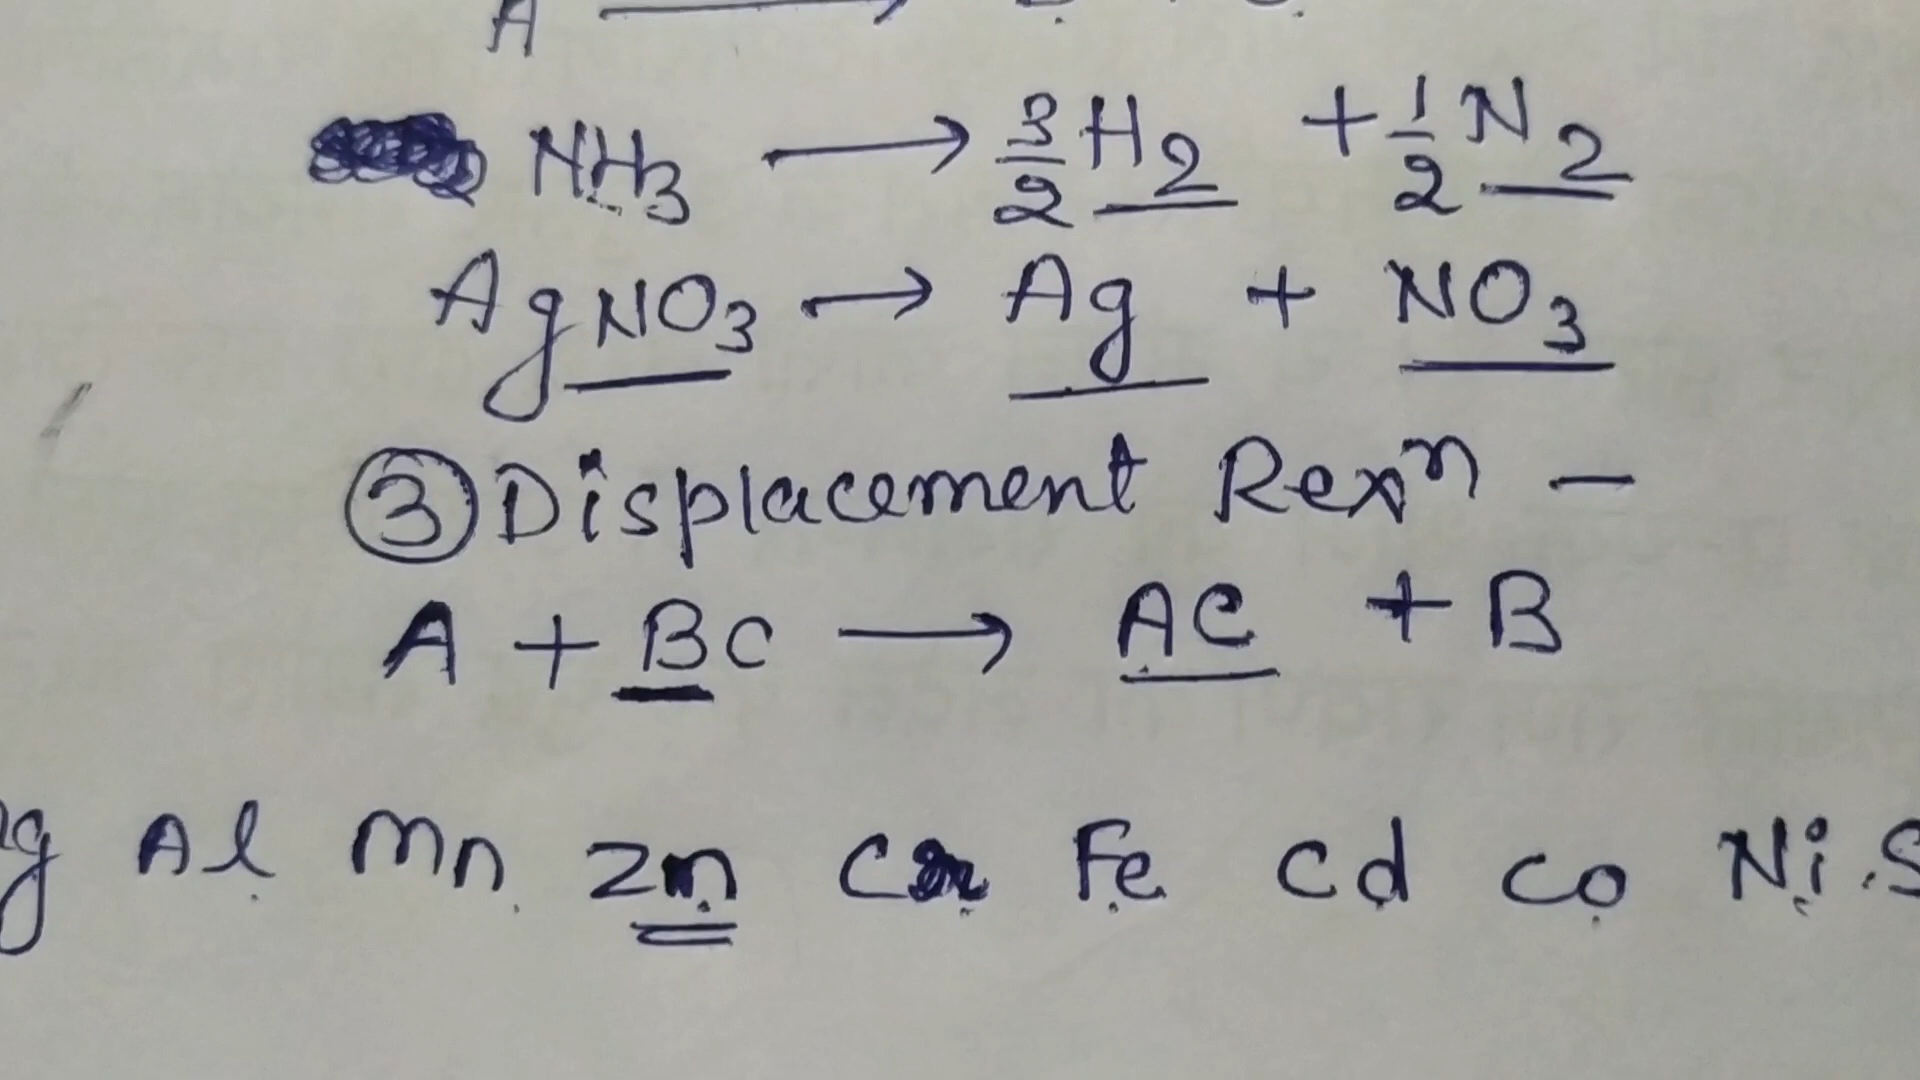 A ⟶
NH3 ⟶ 3/2 H2 + 1/2 N2
AgNO3 ⟶ Ag + NO3
③ Displacement Rexⁿ –
A + BC ⟶ AC + B
Al Mn Zn Fe Cd Co Ni